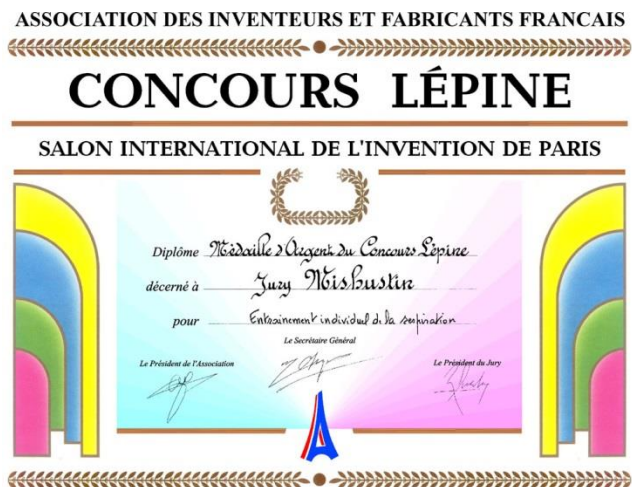 ASSOCIATION DES INVENTEURS ET FABRICANTS FRANCAIS
CONCOURS LÉPINE
SALON INTERNATIONAL DE L'INVENTION DE PARIS
Diplôme Médaille d'Argent du Concours Lépine
décerné à Jury Mishustin
pour Entrainement individuel de la respiration
Le Secrétaire Général
Le Président de l'Association
Le Président du Jury